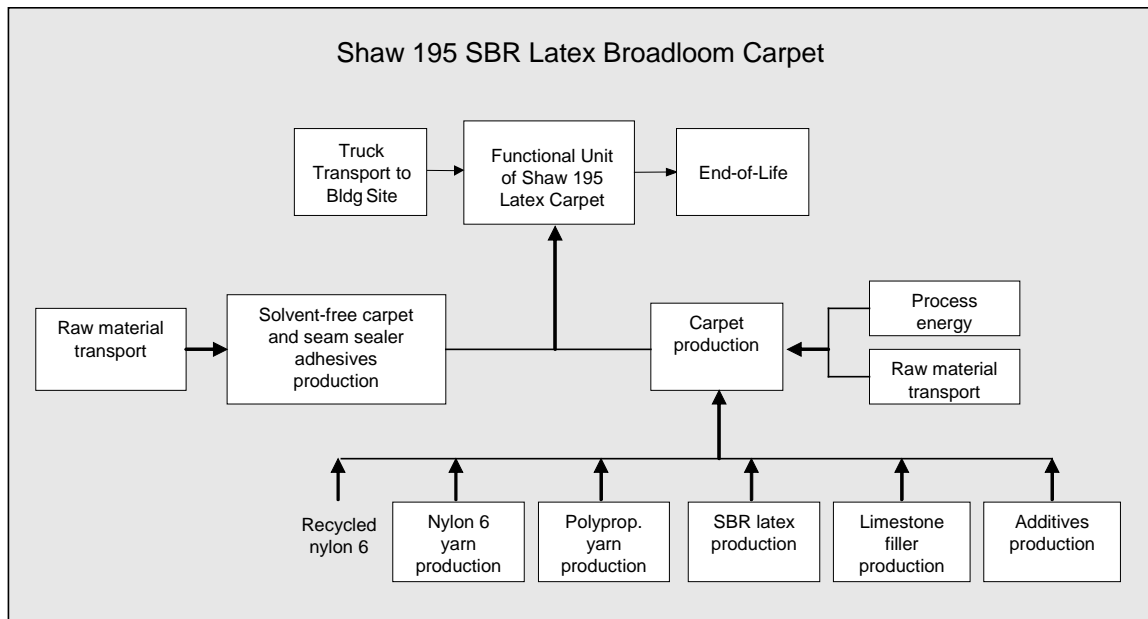 Shaw 195 SBR Latex Broadloom Carpet
Truck
Transport to
Bldg Site
Functional Unit
of Shaw 195
Latex Carpet
End-of-Life
Raw material
transport
Solvent-free carpet
and seam sealer
adhesives
production
Carpet
production
Process
energy
Raw material
transport
Recycled
nylon 6
Nylon 6
yarn
production
Polyprop.
yarn
production
SBR latex
production
Limestone
filler
production
Additives
production